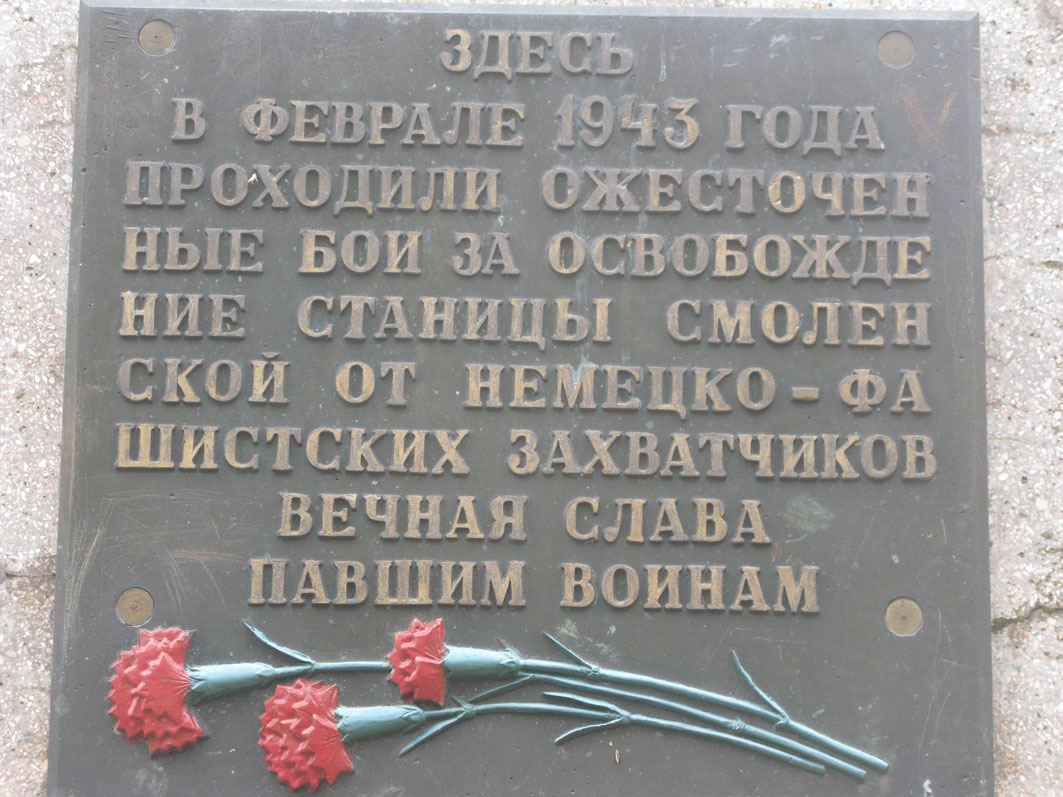 ЗДЕСЬ
В ФЕВРАЛЕ 1943 ГОДА
ПРОХОДИЛИ ОЖЕСТОЧЕН
НЫЕ БОИ ЗА ОСВОБОЖДЕ
НИЕ СТАНИЦЫ СМОЛЕН
СКОЙ ОТ НЕМЕЦКО-ФА
ШИСТСКИХ ЗАХВАТЧИКОВ
ВЕЧНАЯ СЛАВА
ПАВШИМ ВОИНАМ